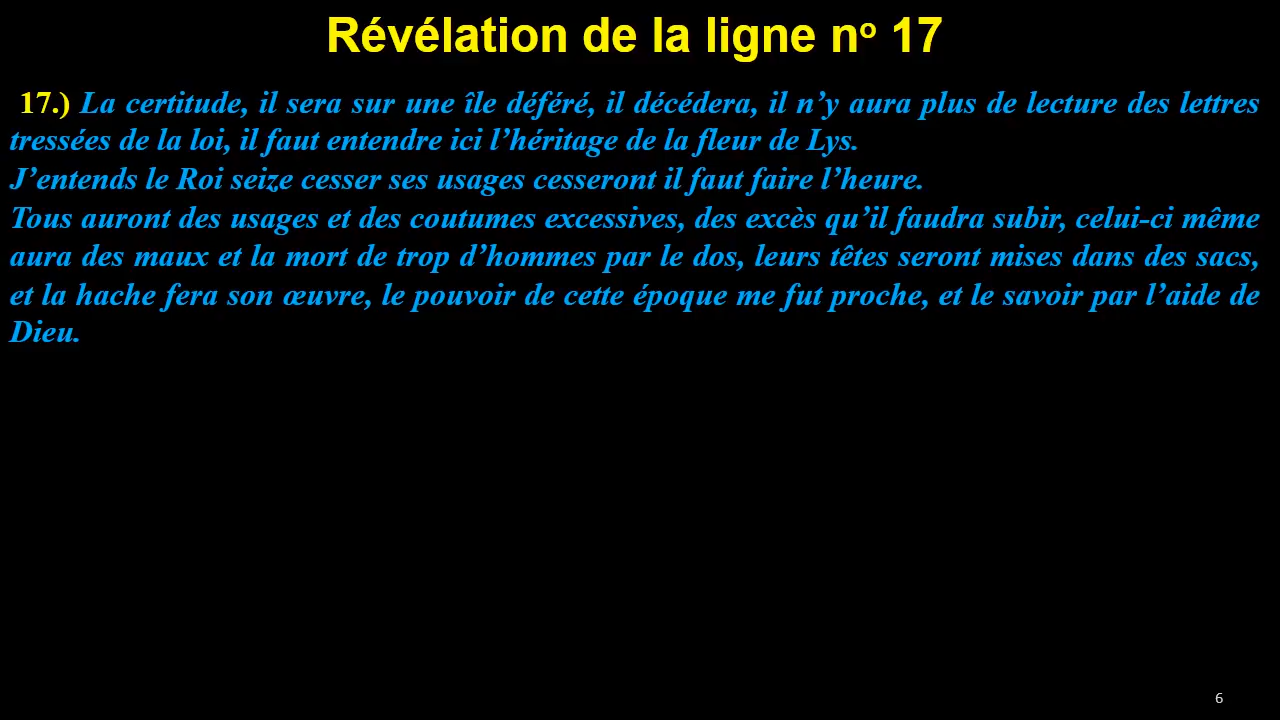 Révélation de la ligne nº 17
17.) La certitude, il sera sur une île déféré, il décédera, il n’y aura plus de lecture des lettres
tressées de la loi, il faut entendre ici l’héritage de la fleur de Lys.
J’entends le Roi seize cesser ses usages cesseront il faut faire l’heure.
Tous auront des usages et des coutumes excessives, des excès qu’il faudra subir, celui-ci même
aura des maux et la mort de trop d’hommes par le dos, leurs têtes seront mises dans des sacs,
et la hache fera son œuvre, le pouvoir de cette époque me fut proche, et le savoir par l’aide de
Dieu.
6